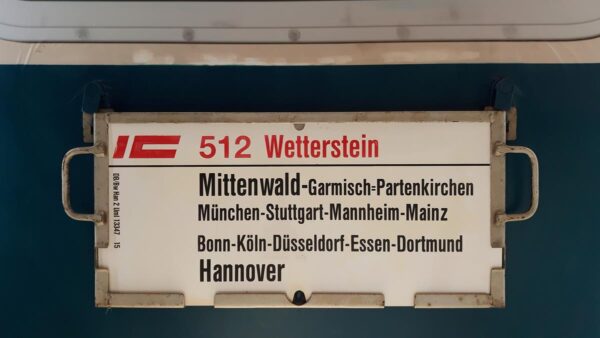 IC 512 Wetterstein
Mittenwald-Garmisch=Partenkirchen
München-Stuttgart-Mannheim-Mainz
Bonn-Köln-Düsseldorf-Essen-Dortmund
Hannover